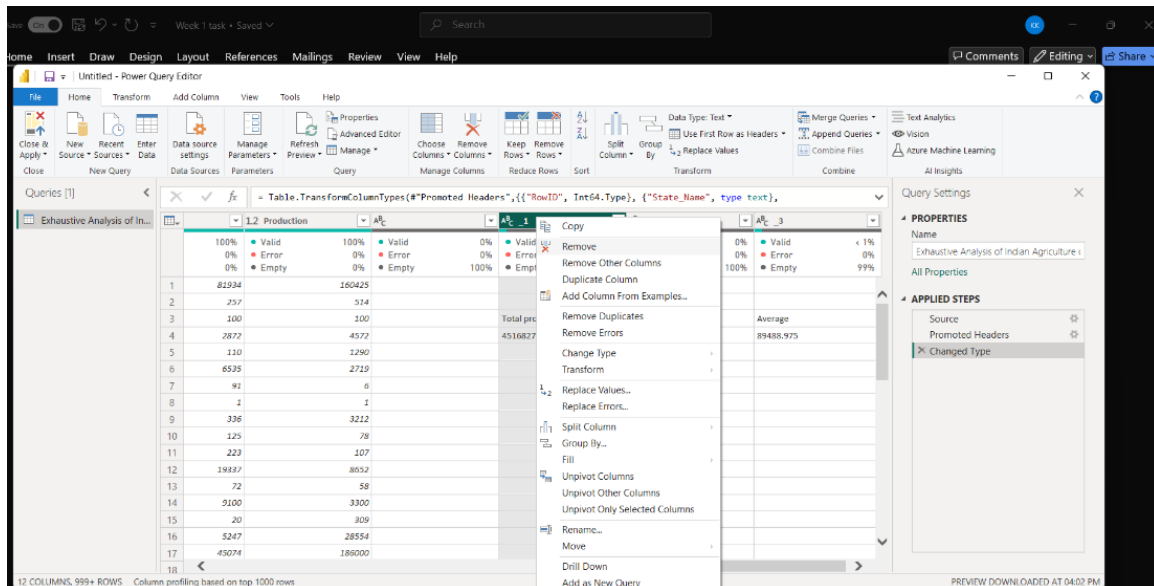 Save On Week 1 task • Saved Search KK
Home Insert Draw Design Layout References Mailings Review View Help Comments Editing Share
Untitled - Power Query Editor
File Home Transform Add Column View Tools Help
Close & Apply
New Source
Recent Sources
Enter Data
Data source settings
Manage Parameters
Refresh Preview
Properties
Advanced Editor
Manage
Choose Columns
Remove Columns
Keep Rows
Remove Rows
Split Column
Group By
Data Type: Text
Use First Row as Headers
Replace Values
Merge Queries
Append Queries
Combine Files
Text Analytics
Vision
Azure Machine Learning
Close New Query Data Sources Parameters Query Manage Columns Reduce Rows Sort Transform Combine AI Insights
Queries [1]
Exhaustive Analysis of In...
fx = Table.TransformColumnTypes(#"Promoted Headers",{{"RowID", Int64.Type}, {"State_Name", type text},
1.2 Production ABC ABC _1 ABC _3
100% Valid 100% Valid 0% Valid 0% Valid < 1%
0% Error 0% Error 0% Error 0% Error 0%
0% Empty 0% Empty 100% Empt 100% Empty 99%
1 81934 160425
2 257 514
3 100 100 Total pro Average
4 2872 4572 4516827 89488.975
5 110 1290
6 6535 2719
7 91 6
8 1 1
9 336 3212
10 125 78
11 223 107
12 19337 8652
13 72 58
14 9100 3300
15 20 309
16 5247 28554
17 45074 186000
18
Copy
Remove
Remove Other Columns
Duplicate Column
Add Column From Examples...
Remove Duplicates
Remove Errors
Change Type
Transform
Replace Values...
Replace Errors...
Split Column
Group By...
Fill
Unpivot Columns
Unpivot Other Columns
Unpivot Only Selected Columns
Rename...
Move
Drill Down
Add as New Query
Query Settings
PROPERTIES
Name
Exhaustive Analysis of Indian Agriculture
All Properties
APPLIED STEPS
Source
Promoted Headers
Changed Type
12 COLUMNS, 999+ ROWS Column profiling based on top 1000 rows PREVIEW DOWNLOADED AT 04:02 PM